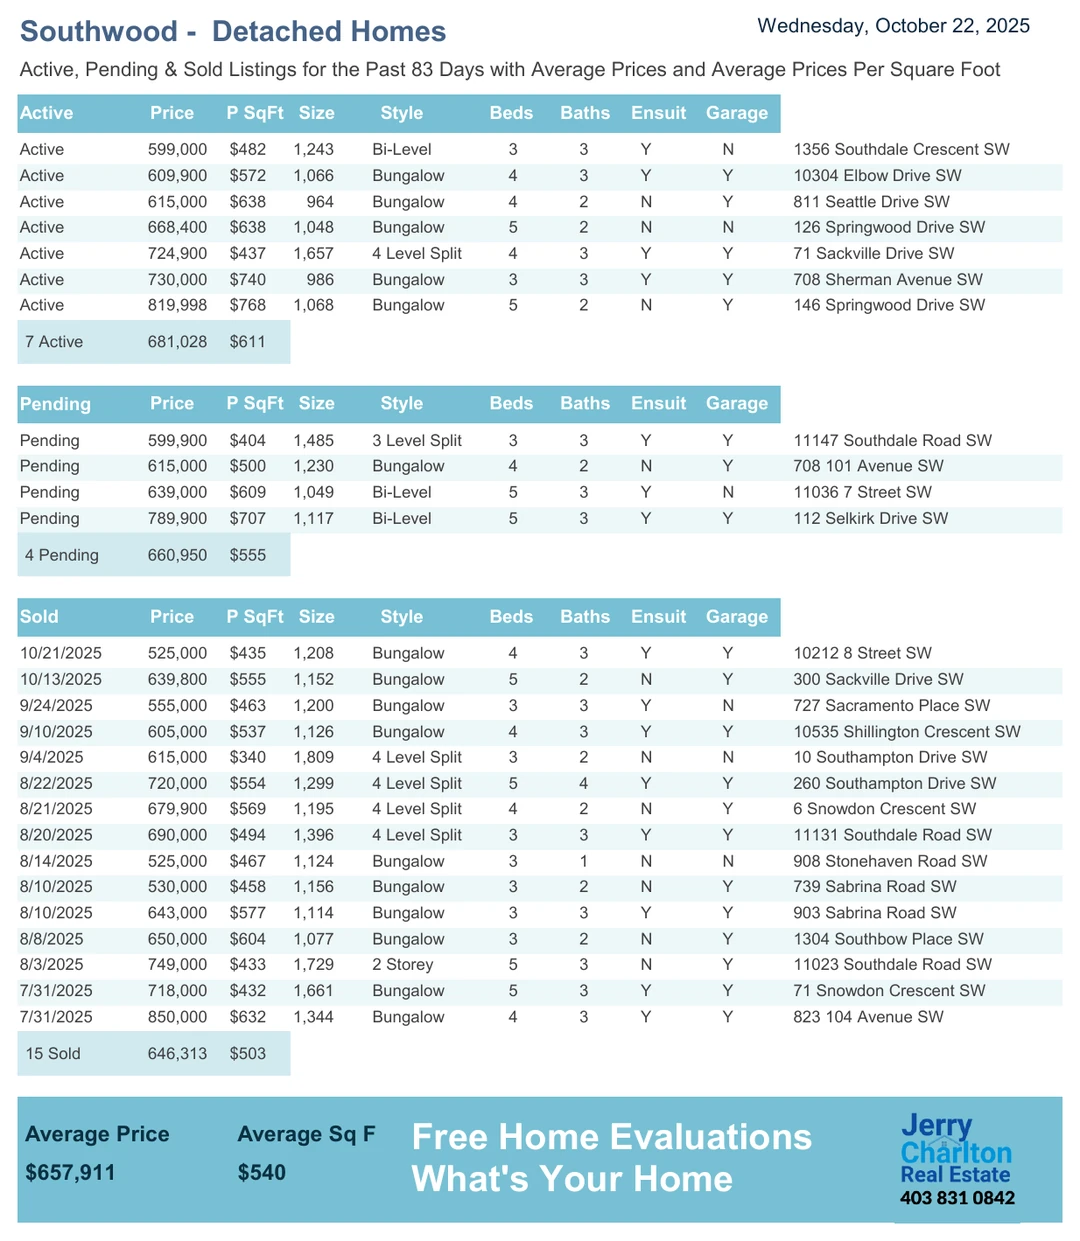 Southwood - Detached Homes
Wednesday, October 22, 2025
Active, Pending & Sold Listings for the Past 83 Days with Average Prices and Average Prices Per Square Foot
Active Price P SqFt Size Style Beds Baths Ensuit Garage
Active 599,000 $482 1,243 Bi-Level 3 3 Y N 1356 Southdale Crescent SW
Active 609,900 $572 1,066 Bungalow 4 3 Y Y 10304 Elbow Drive SW
Active 615,000 $638 964 Bungalow 4 2 N Y 811 Seattle Drive SW
Active 668,400 $638 1,048 Bungalow 5 2 N N 126 Springwood Drive SW
Active 724,900 $437 1,657 4 Level Split 4 3 Y Y 71 Sackville Drive SW
Active 730,000 $740 986 Bungalow 3 3 Y Y 708 Sherman Avenue SW
Active 819,998 $768 1,068 Bungalow 5 2 N Y 146 Springwood Drive SW
7 Active 681,028 $611
Pending Price P SqFt Size Style Beds Baths Ensuit Garage
Pending 599,900 $404 1,485 3 Level Split 3 3 Y Y 11147 Southdale Road SW
Pending 615,000 $500 1,230 Bungalow 4 2 N Y 708 101 Avenue SW
Pending 639,000 $609 1,049 Bi-Level 5 3 Y N 11036 7 Street SW
Pending 789,900 $707 1,117 Bi-Level 5 3 Y Y 112 Selkirk Drive SW
4 Pending 660,950 $555
Sold Price P SqFt Size Style Beds Baths Ensuit Garage
10/21/2025 525,000 $435 1,208 Bungalow 4 3 Y Y 10212 8 Street SW
10/13/2025 639,800 $555 1,152 Bungalow 5 2 N Y 300 Sackville Drive SW
9/24/2025 555,000 $463 1,200 Bungalow 3 3 Y N 727 Sacramento Place SW
9/10/2025 605,000 $537 1,126 Bungalow 4 3 Y Y 10535 Shillington Crescent SW
9/4/2025 615,000 $340 1,809 4 Level Split 3 2 N N 10 Southampton Drive SW
8/22/2025 720,000 $554 1,299 4 Level Split 5 4 Y Y 260 Southampton Drive SW
8/21/2025 679,900 $569 1,195 4 Level Split 4 2 N Y 6 Snowdon Crescent SW
8/20/2025 690,000 $494 1,396 4 Level Split 3 3 Y Y 11131 Southdale Road SW
8/14/2025 525,000 $467 1,124 Bungalow 3 1 N N 908 Stonehaven Road SW
8/10/2025 530,000 $458 1,156 Bungalow 3 2 N Y 739 Sabrina Road SW
8/10/2025 643,000 $577 1,114 Bungalow 3 3 Y Y 903 Sabrina Road SW
8/8/2025 650,000 $604 1,077 Bungalow 3 2 N Y 1304 Southbow Place SW
8/3/2025 749,000 $433 1,729 2 Storey 5 3 N Y 11023 Southdale Road SW
7/31/2025 718,000 $432 1,661 Bungalow 5 3 Y Y 71 Snowdon Crescent SW
7/31/2025 850,000 $632 1,344 Bungalow 4 3 Y Y 823 104 Avenue SW
15 Sold 646,313 $503
Average Price Average Sq F
$657,911 $540
Free Home Evaluations
What's Your Home
Jerry
Charlton
Real Estate
403 831 0842